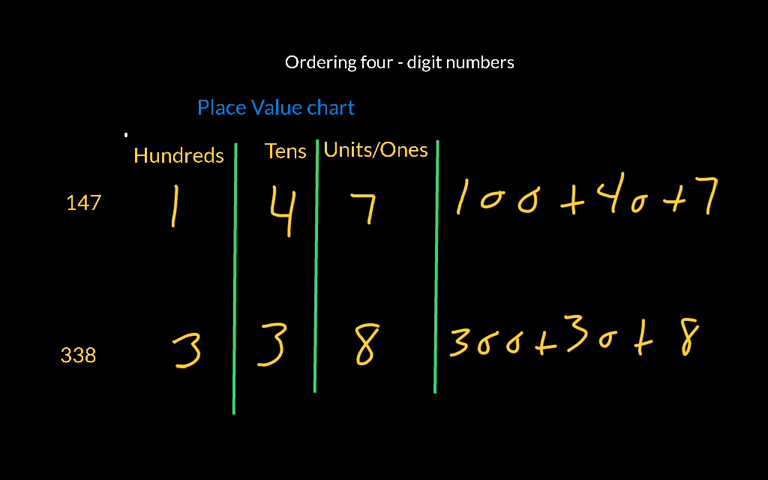 Ordering four - digit numbers
Place Value chart
Hundreds Tens Units/Ones
147 1 4 7 100+40+7
338 3 3 8 300+30+8